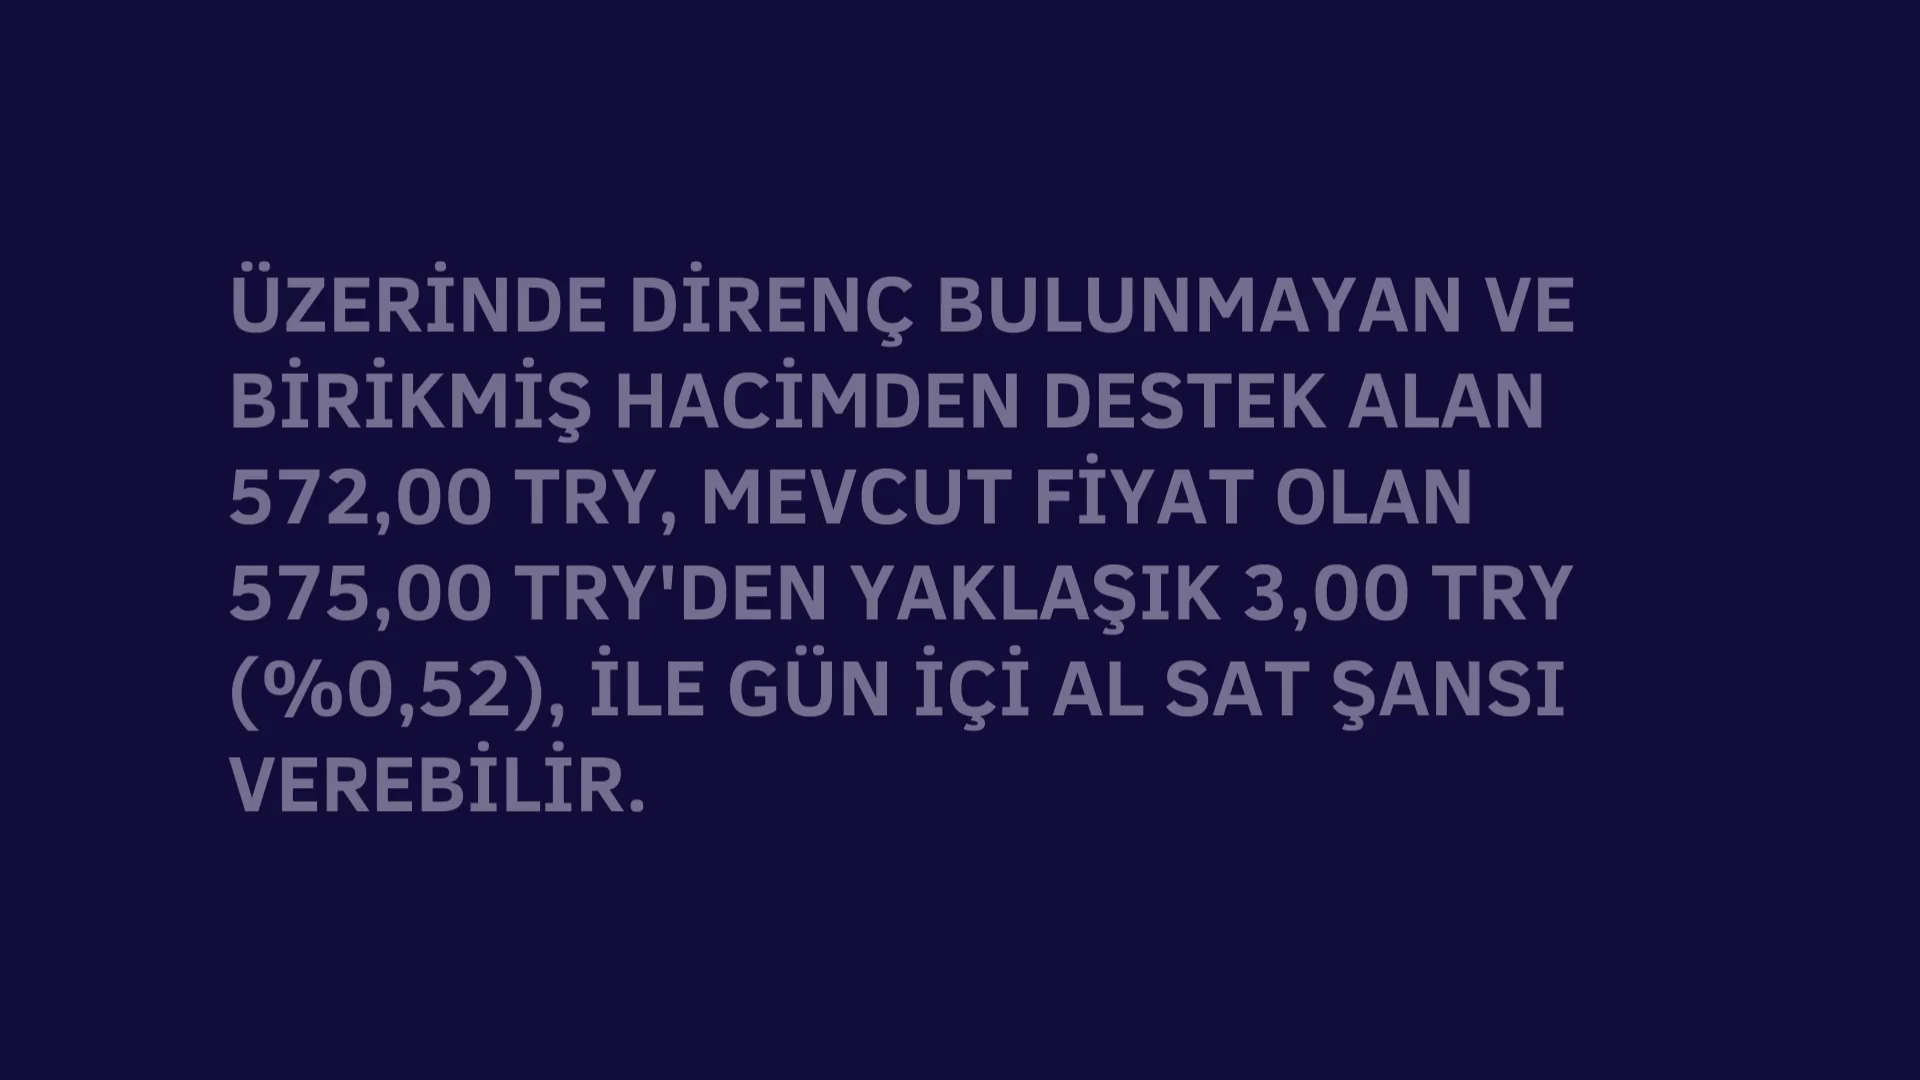 ÜZERİNDE DİRENÇ BULUNMAYAN VE
BİRİKMİŞ HACİMDEN DESTEK ALAN
572,00 TRY, MEVCUT FİYAT OLAN
575,00 TRY'DEN YAKLAŞIK 3,00 TRY
(%0,52), İLE GÜN İÇİ AL SAT ŞANSI
VEREBİLİR.